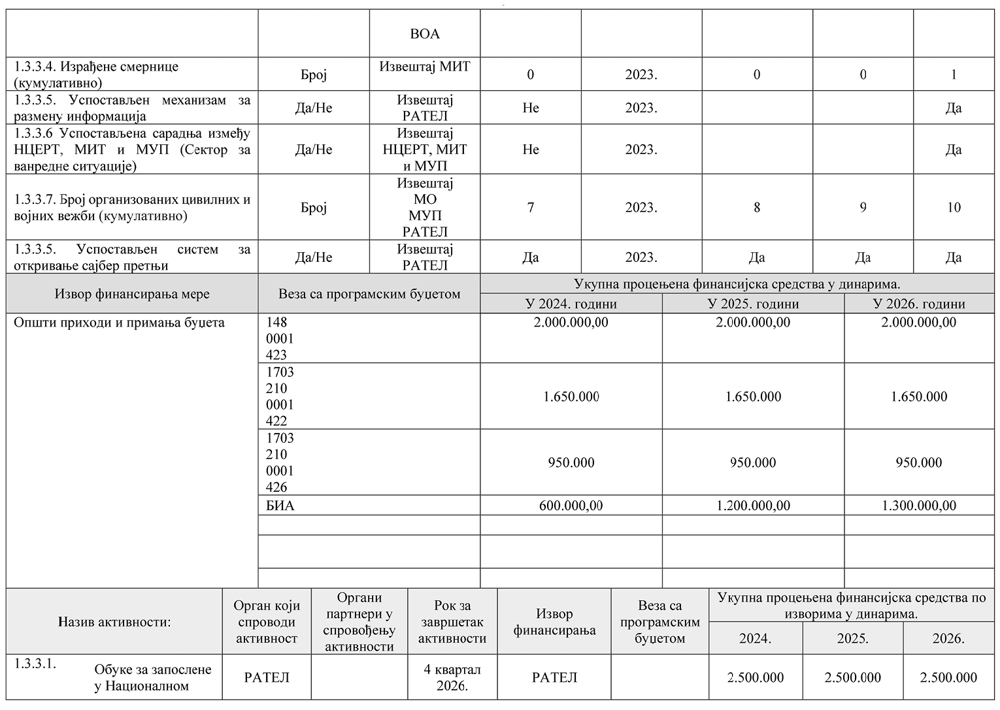 ВОА
1.3.3.4. Израђене смернице
(кумулативно)
Број
Извештај МИТ
0
2023.
0
0
1
1.3.3.5. Успостављен механизам за
размену информација
Да/Не
Извештај
РАТЕЛ
Не
2023.
Да
1.3.3.6 Успостављена сарадња између
НЦЕРТ, МИТ и МУП (Сектор за
ванредне ситуације)
Да/Не
Извештај
НЦЕРТ, МИТ
и МУП
Не
2023.
Да
1.3.3.7. Број организованих цивилних и
војних вежби (кумулативно)
Број
Извештај
МО
МУП
РАТЕЛ
7
2023.
8
9
10
1.3.3.5. Успостављен систем за
откривање сајбер претњи
Да/Не
Извештај
РАТЕЛ
Да
2023.
Да
Да
Да
Извор финансирања мере
Веза са програмским буџетом
Укупна процењена финансијска средства у динарима.
У 2024. години
У 2025. години
У 2026. години
Општи приходи и примања буџета
148
0001
423
2.000.000,00
2.000.000,00
2.000.000,00
1703
210
0001
422
1.650.000
1.650.000
1.650.000
1703
210
0001
426
950.000
950.000
950.000
БИА
600.000,00
1.200.000,00
1.300.000,00
Назив активности:
Орган који
спроводи
активност
Органи
партнери у
спровођењу
активности
Рок за
завршетак
активности
Извор
финансирања
Веза са
програмским
буџетом
Укупна процењена финансијска средства по
изворима у динарима.
2024.
2025.
2026.
1.3.3.1.
Обуке за запослене
у Националном
РАТЕЛ
4 квартал
2026.
РАТЕЛ
2.500.000
2.500.000
2.500.000